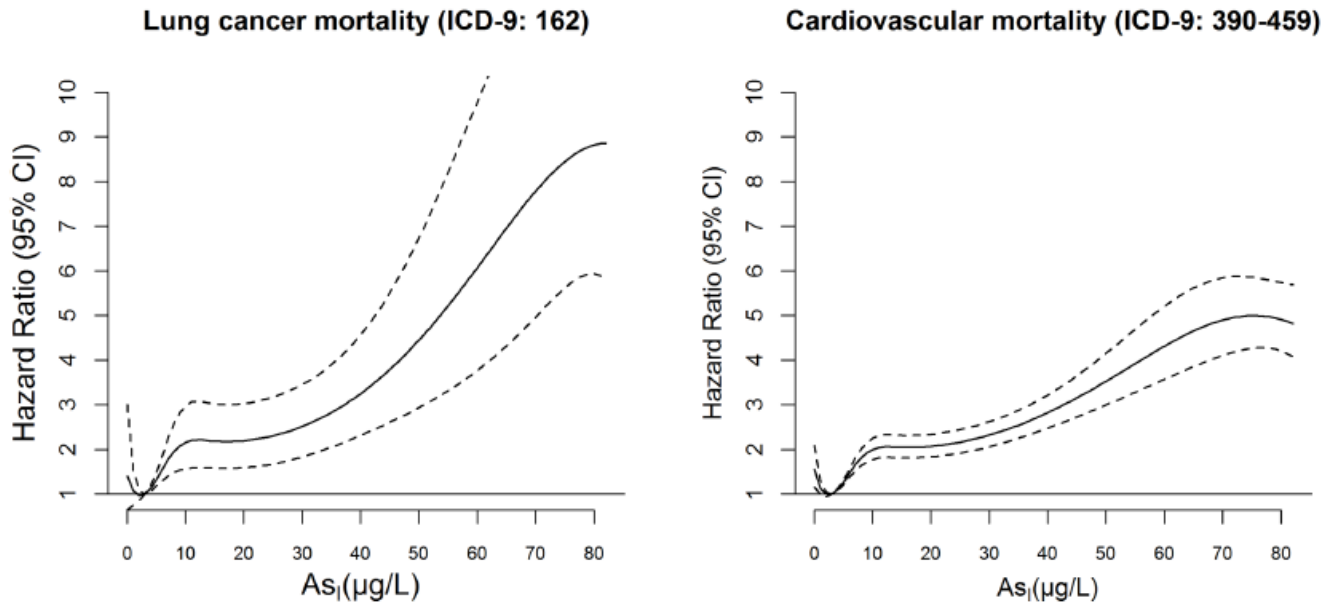 Lung cancer mortality (ICD-9: 162)
Hazard Ratio (95% CI)
10
9
8
7
6
5
4
3
2
1
0 10 20 30 40 50 60 70 80
As₁(µg/L)
Cardiovascular mortality (ICD-9: 390-459)
Hazard Ratio (95% CI)
10
9
8
7
6
5
4
3
2
1
0 10 20 30 40 50 60 70 80
As₁(µg/L)